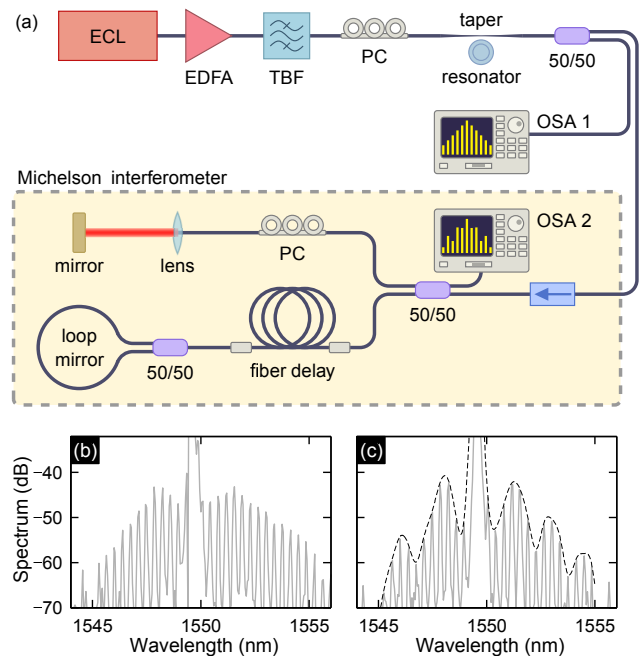 (a)
ECL
EDFA
TBF
PC
taper
resonator
50/50
OSA 1
Michelson interferometer
OSA 2
mirror
lens
PC
50/50
loop
mirror
50/50
fiber delay
(b)
(c)
Spectrum (dB)
−40
−50
−60
−70
1545
1550
1555
1545
1550
1555
Wavelength (nm)
Wavelength (nm)